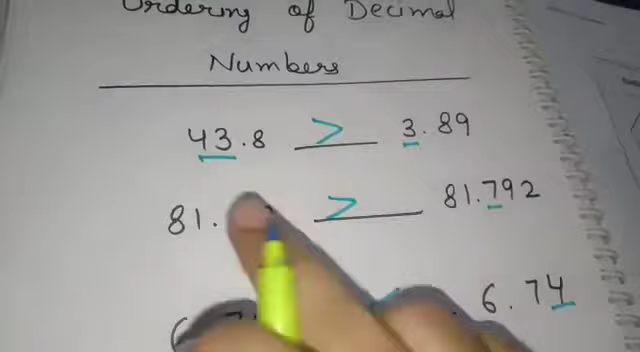 Ordering of Decimal
Numbers
43.8 > 3.89
81. > 81.792
6.74